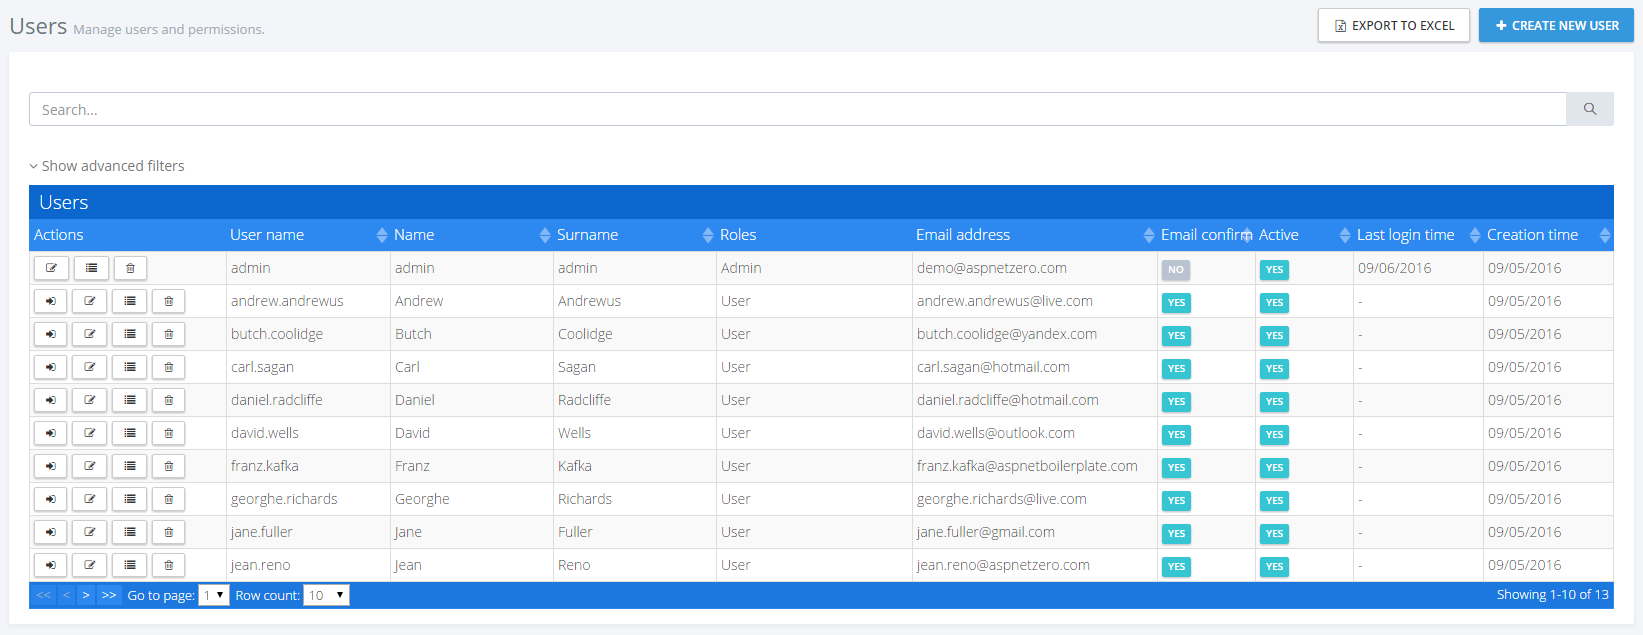 Users Manage users and permissions.
EXPORT TO EXCEL
CREATE NEW USER
Search...
Show advanced filters
Users
Actions User name Name Surname Roles Email address Email confirm Active Last login time Creation time
admin admin admin Admin demo@aspnetzero.com NO YES 09/06/2016 09/05/2016
andrew.andrewus Andrew Andrewus User andrew.andrewus@live.com YES YES - 09/05/2016
butch.coolidge Butch Coolidge User butch.coolidge@yandex.com YES YES - 09/05/2016
carl.sagan Carl Sagan User carl.sagan@hotmail.com YES YES - 09/05/2016
daniel.radcliffe Daniel Radcliffe User daniel.radcliffe@hotmail.com YES YES - 09/05/2016
david.wells David Wells User david.wells@outlook.com YES YES - 09/05/2016
franz.kafka Franz Kafka User franz.kafka@aspnetboilerplate.com YES YES - 09/05/2016
georghe.richards Georghe Richards User georghe.richards@live.com YES YES - 09/05/2016
jane.fuller Jane Fuller User jane.fuller@gmail.com YES YES - 09/05/2016
jean.reno Jean Reno User jean.reno@aspnetzero.com YES YES - 09/05/2016
<< < > >> Go to page: 1 Row count: 10 Showing 1-10 of 13